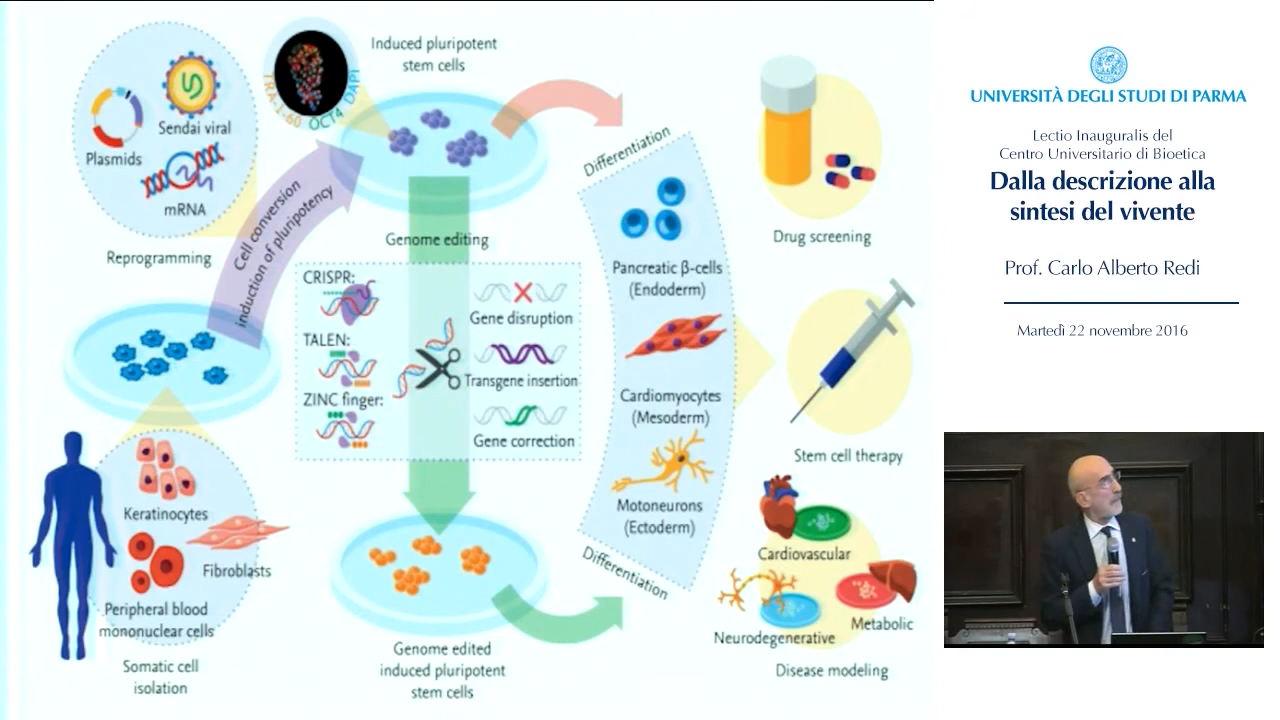 Plasmids
Sendai viral
mRNA
Reprogramming
TRA-1-60
OCT4
DAPI
Induced pluripotent
stem cells
Cell conversion
induction of pluripotency
Genome editing
CRISPR:
TALEN:
ZINC finger:
Gene disruption
Transgene insertion
Gene correction
Keratinocytes
Fibroblasts
Peripheral blood
mononuclear cells
Somatic cell
isolation
Genome edited
induced pluripotent
stem cells
Differentiation
Pancreatic β-cells
(Endoderm)
Cardiomyocytes
(Mesoderm)
Motoneurons
(Ectoderm)
Differentiation
Drug screening
Stem cell therapy
Cardiovascular
Metabolic
Neurodegenerative
Disease modeling
UNIVERSITÀ DEGLI STUDI DI PARMA
Lectio Inauguralis del
Centro Universitario di Bioetica
Dalla descrizione alla
sintesi del vivente
Prof. Carlo Alberto Redi
Martedì 22 novembre 2016